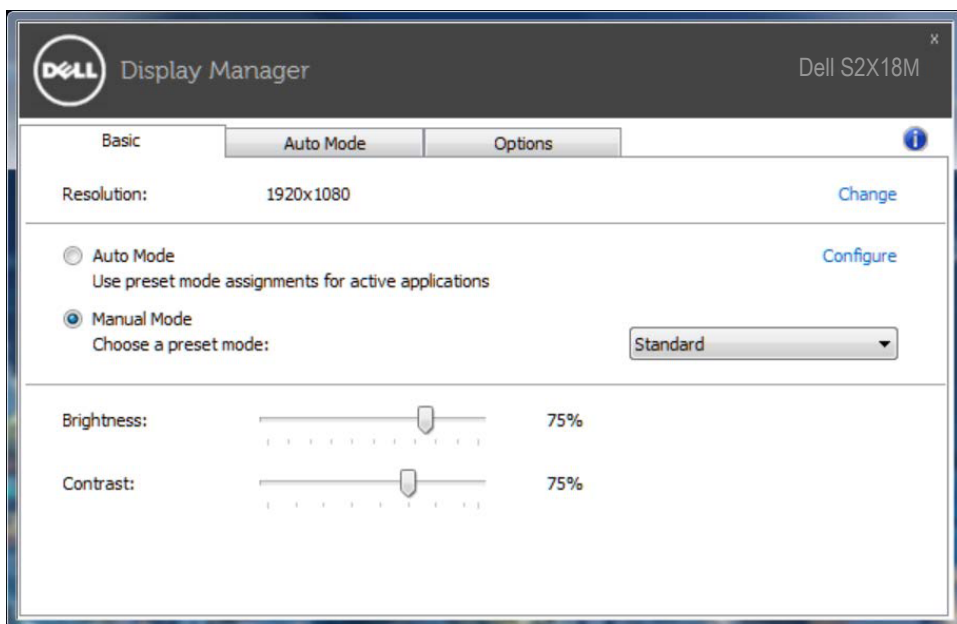 DELL Display Manager
x
Dell S2X18M
Basic Auto Mode Options
i
Resolution: 1920x1080 Change
Auto Mode Configure
Use preset mode assignments for active applications
Manual Mode
Choose a preset mode: Standard
Brightness: 75%
Contrast: 75%